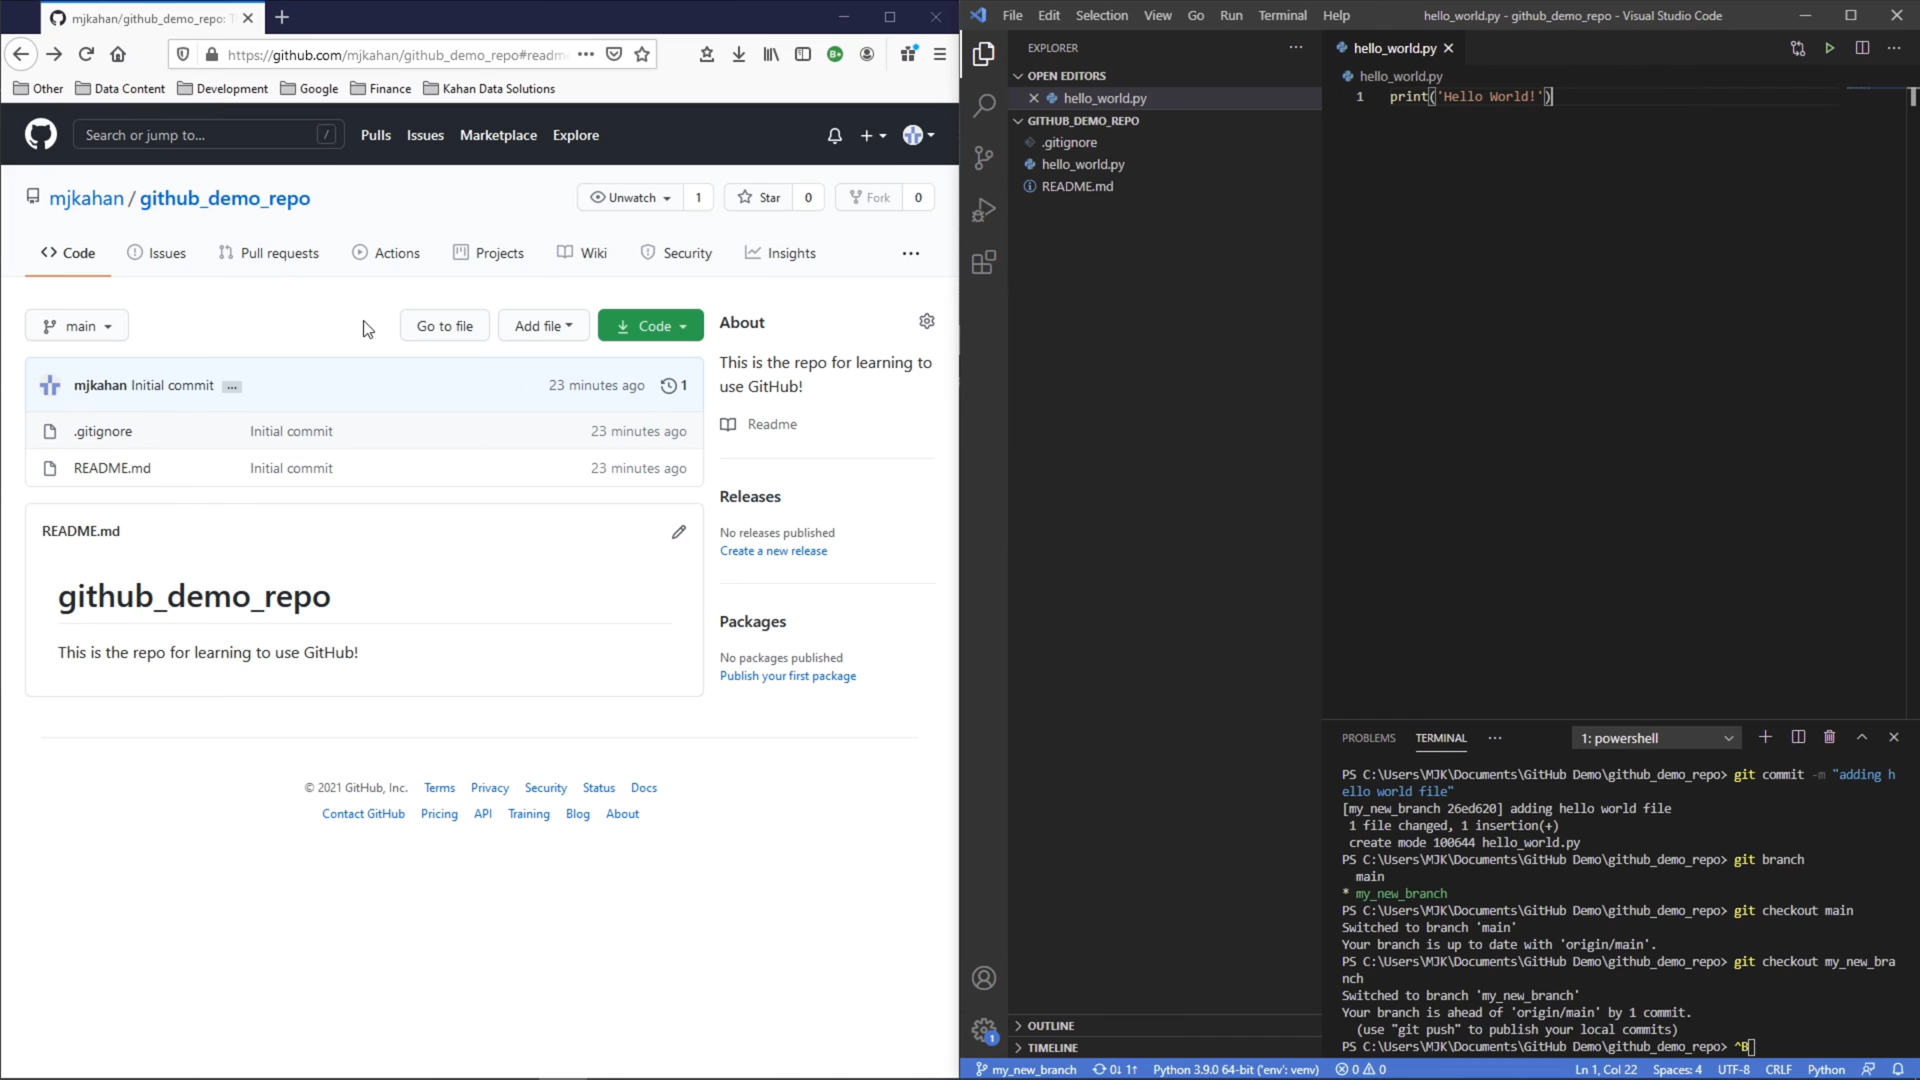 mjkahan/github_demo_repo: T
https://github.com/mjkahan/github_demo_repo#readm
Other
Data Content
Development
Google
Finance
Kahan Data Solutions
Search or jump to...
/
Pulls
Issues
Marketplace
Explore
mjkahan / github_demo_repo
Unwatch
1
Star
0
Fork
0
Code
Issues
Pull requests
Actions
Projects
Wiki
Security
Insights
main
Go to file
Add file
Code
mjkahan Initial commit ...
23 minutes ago
1
.gitignore
Initial commit
23 minutes ago
README.md
Initial commit
23 minutes ago
README.md
github_demo_repo
This is the repo for learning to use GitHub!
About
This is the repo for learning to
use GitHub!
Readme
Releases
No releases published
Create a new release
Packages
No packages published
Publish your first package
© 2021 GitHub, Inc.
Terms
Privacy
Security
Status
Docs
Contact GitHub
Pricing
API
Training
Blog
About
File
Edit
Selection
View
Go
Run
Terminal
Help
hello_world.py - github_demo_repo - Visual Studio Code
EXPLORER
OPEN EDITORS
hello_world.py
GITHUB_DEMO_REPO
.gitignore
hello_world.py
README.md
OUTLINE
TIMELINE
hello_world.py
hello_world.py
1 print('Hello World!')
PROBLEMS
TERMINAL
1: powershell
PS C:\Users\MJK\Documents\GitHub Demo\github_demo_repo> git commit -m "adding h
ello world file"
[my_new_branch 26ed620] adding hello world file
1 file changed, 1 insertion(+)
create mode 100644 hello_world.py
PS C:\Users\MJK\Documents\GitHub Demo\github_demo_repo> git branch
main
* my_new_branch
PS C:\Users\MJK\Documents\GitHub Demo\github_demo_repo> git checkout main
Switched to branch 'main'
Your branch is up to date with 'origin/main'.
PS C:\Users\MJK\Documents\GitHub Demo\github_demo_repo> git checkout my_new_bra
nch
Switched to branch 'my_new_branch'
Your branch is ahead of 'origin/main' by 1 commit.
(use "git push" to publish your local commits)
PS C:\Users\MJK\Documents\GitHub Demo\github_demo_repo> ^B
1
my_new_branch
0↓ 1↑
Python 3.9.0 64-bit ('env': venv)
0
0
Ln 1, Col 22
Spaces: 4
UTF-8
CRLF
Python